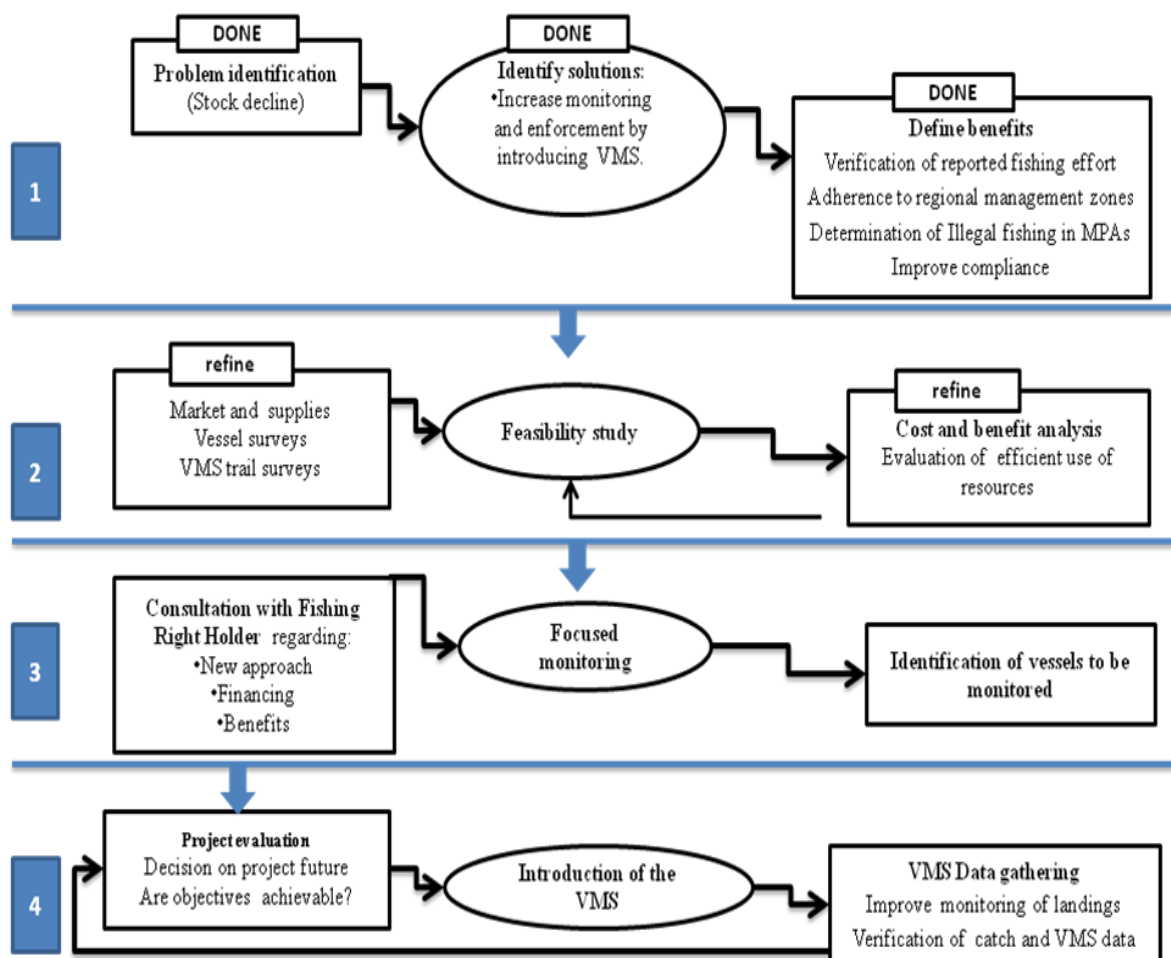 DONE
Problem identification
(Stock decline)
DONE
Identify solutions:
•Increase monitoring
and enforcement by
introducing VMS.
DONE
Define benefits
Verification of reported fishing effort
Adherence to regional management zones
Determination of Illegal fishing in MPAs
Improve compliance
1
refine
Market and supplies
Vessel surveys
VMS trail surveys
Feasibility study
refine
Cost and benefit analysis
Evaluation of efficient use of
resources
2
Consultation with Fishing
Right Holder regarding:
•New approach
•Financing
•Benefits
Focused
monitoring
Identification of vessels to be
monitored
3
Project evaluation
Decision on project future
Are objectives achievable?
Introduction of the
VMS
VMS Data gathering
Improve monitoring of landings
Verification of catch and VMS data
4